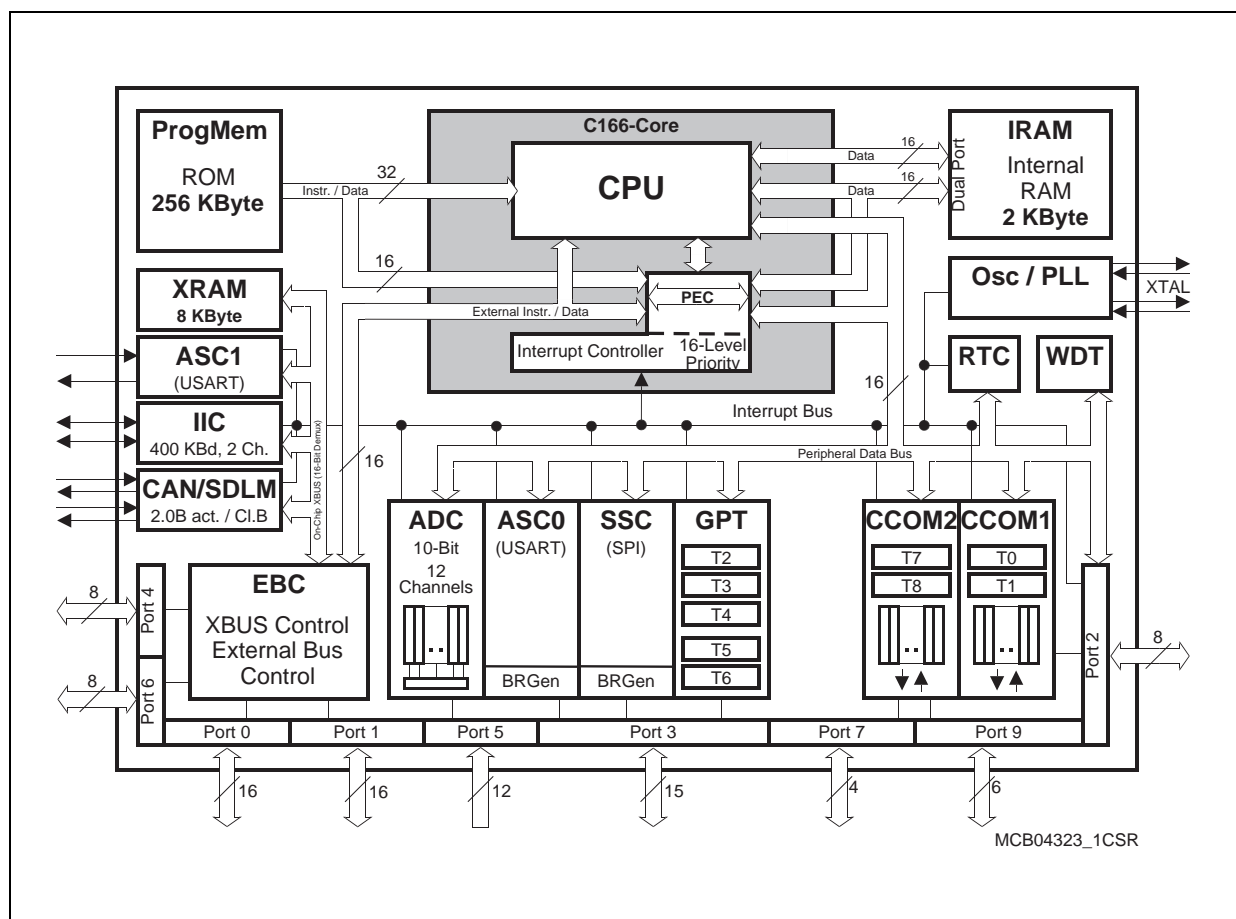 C166-Core
ProgMem
ROM
256 KByte
32
Instr. / Data
CPU
16
Data
16
Data
Dual Port
IRAM
Internal
RAM
2 KByte
16
XRAM
8 KByte
External Instr. / Data
PEC
Interrupt Controller
16-Level
Priority
Osc / PLL
XTAL
ASC1
(USART)
RTC
WDT
16
IIC
400 KBd, 2 Ch.
Interrupt Bus
On-Chip XBUS (16-Bit Demux)
16
Peripheral Data Bus
CAN/SDLM
2.0B act. / Cl.B
ADC
10-Bit
12
Channels
ASC0
(USART)
BRGen
SSC
(SPI)
BRGen
GPT
T2
T3
T4
T5
T6
CCOM2
T7
T8
CCOM1
T0
T1
EBC
XBUS Control
External Bus
Control
8
Port 4
8
Port 6
Port 2
8
Port 0
Port 1
Port 5
Port 3
Port 7
Port 9
16
16
12
15
4
6
MCB04323_1CSR